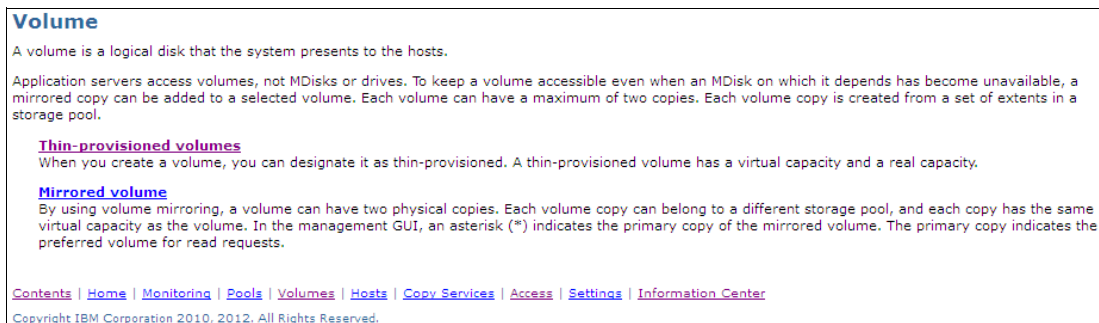 Volume
A volume is a logical disk that the system presents to the hosts.
Application servers access volumes, not MDisks or drives. To keep a volume accessible even when an MDisk on which it depends has become unavailable, a
mirrored copy can be added to a selected volume. Each volume can have a maximum of two copies. Each volume copy is created from a set of extents in a
storage pool.
Thin-provisioned volumes
When you create a volume, you can designate it as thin-provisioned. A thin-provisioned volume has a virtual capacity and a real capacity.
Mirrored volume
By using volume mirroring, a volume can have two physical copies. Each volume copy can belong to a different storage pool, and each copy has the same
virtual capacity as the volume. In the management GUI, an asterisk (*) indicates the primary copy of the mirrored volume. The primary copy indicates the
preferred volume for read requests.
Contents | Home | Monitoring | Pools | Volumes | Hosts | Copy Services | Access | Settings | Information Center
Copyright IBM Corporation 2010, 2012. All Rights Reserved.